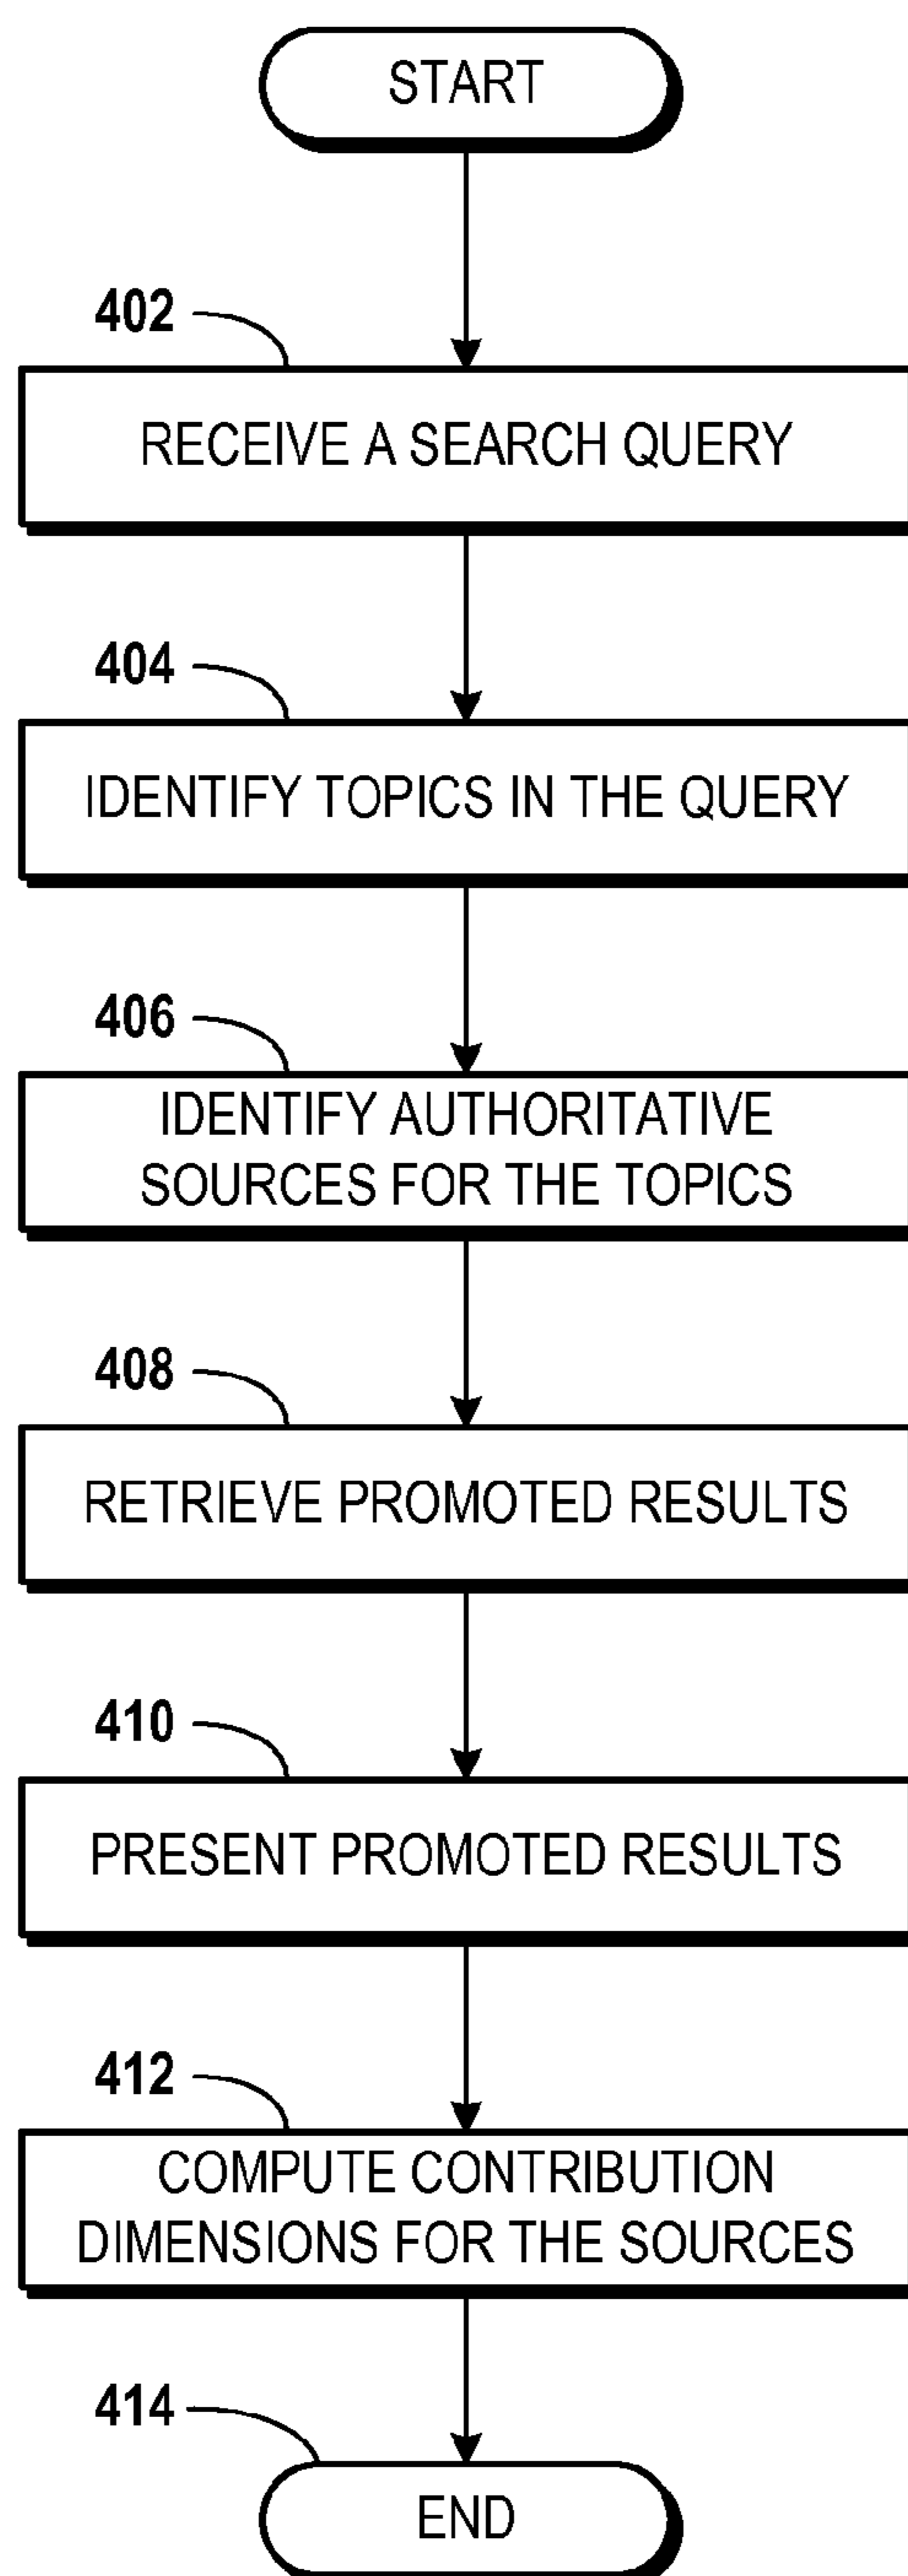 START
402
RECEIVE A SEARCH QUERY
404
IDENTIFY TOPICS IN THE QUERY
406
IDENTIFY AUTHORITATIVE
SOURCES FOR THE TOPICS
408
RETRIEVE PROMOTED RESULTS
410
PRESENT PROMOTED RESULTS
412
COMPUTE CONTRIBUTION
DIMENSIONS FOR THE SOURCES
414
END